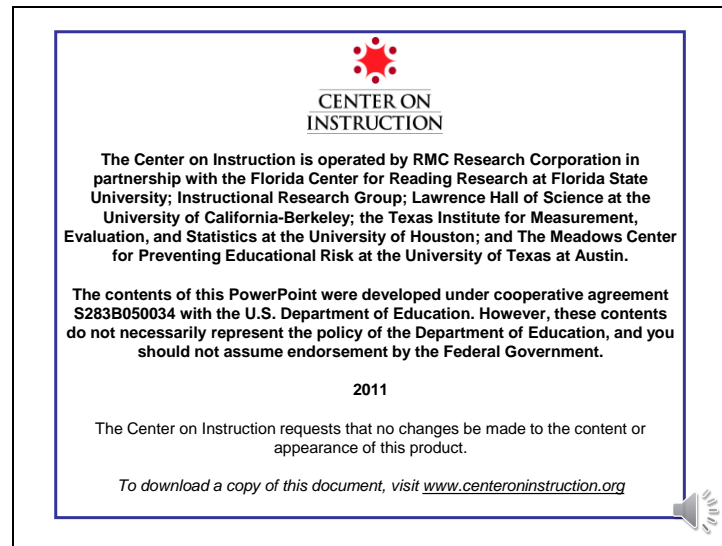 CENTER ON
INSTRUCTION
The Center on Instruction is operated by RMC Research Corporation in
partnership with the Florida Center for Reading Research at Florida State
University; Instructional Research Group; Lawrence Hall of Science at the
University of California-Berkeley; the Texas Institute for Measurement,
Evaluation, and Statistics at the University of Houston; and The Meadows Center
for Preventing Educational Risk at the University of Texas at Austin.
The contents of this PowerPoint were developed under cooperative agreement
S283B050034 with the U.S. Department of Education. However, these contents
do not necessarily represent the policy of the Department of Education, and you
should not assume endorsement by the Federal Government.
2011
The Center on Instruction requests that no changes be made to the content or
appearance of this product.
To download a copy of this document, visit www.centeroninstruction.org